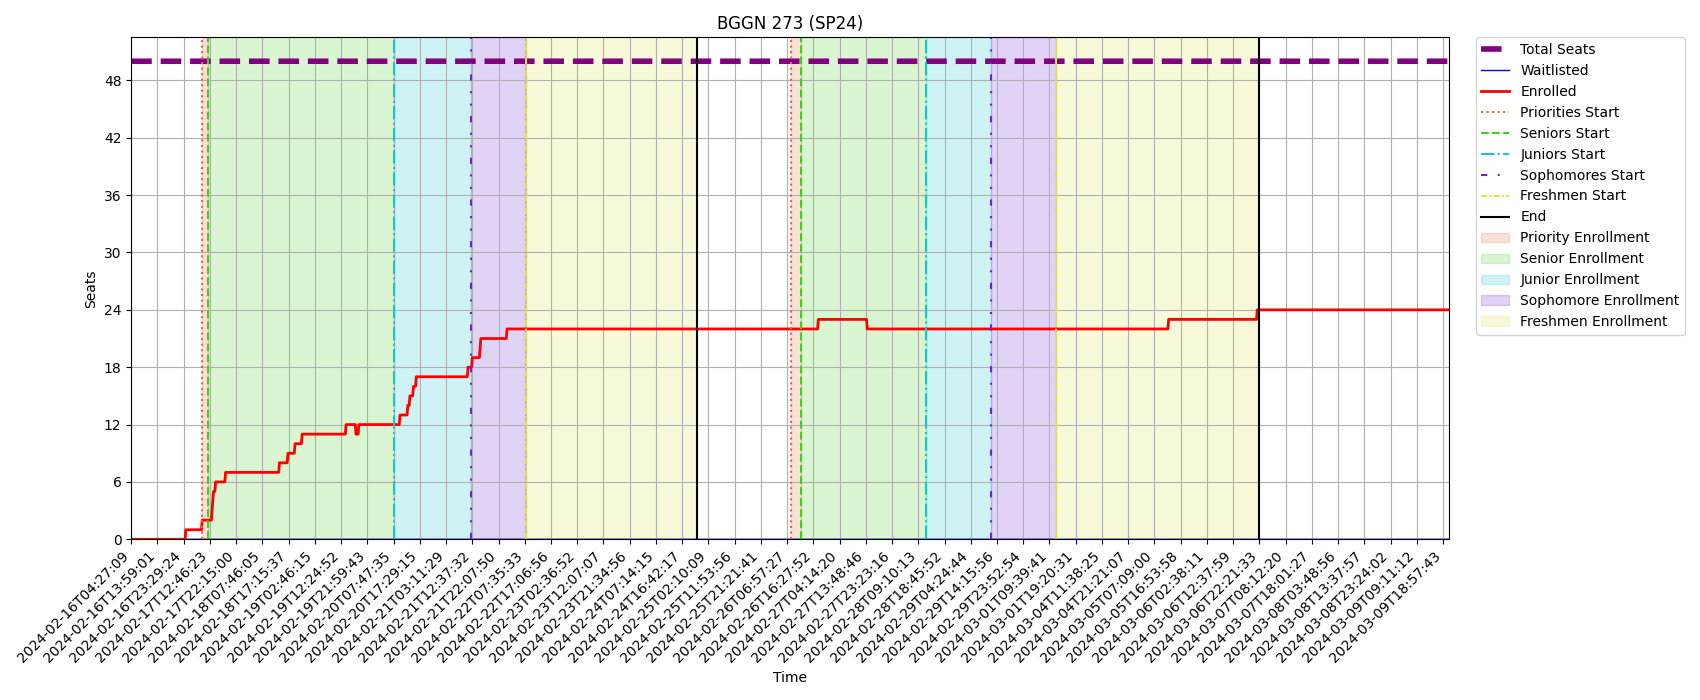 BGGN 273 (SP24)
Total Seats
Waitlisted
Enrolled
Priorities Start
Seniors Start
Juniors Start
Sophomores Start
Freshmen Start
End
Priority Enrollment
Senior Enrollment
Junior Enrollment
Sophomore Enrollment
Freshmen Enrollment
Seats
48
42
36
30
24
18
12
6
0
2024-02-16T04:27:09
2024-02-16T13:59:01
2024-02-16T23:29:24
2024-02-17T12:46:23
2024-02-17T22:15:00
2024-02-18T07:46:05
2024-02-18T17:15:37
2024-02-19T02:46:15
2024-02-19T12:24:52
2024-02-19T21:59:43
2024-02-20T07:47:35
2024-02-20T17:29:15
2024-02-21T03:11:29
2024-02-21T12:37:32
2024-02-21T22:07:50
2024-02-22T07:35:33
2024-02-22T17:06:56
2024-02-23T02:36:52
2024-02-23T12:07:07
2024-02-23T21:34:56
2024-02-24T07:14:15
2024-02-24T16:42:17
2024-02-25T02:10:09
2024-02-25T11:53:56
2024-02-25T21:21:41
2024-02-26T06:57:27
2024-02-26T16:27:52
2024-02-27T04:14:20
2024-02-27T13:48:46
2024-02-27T23:23:16
2024-02-28T09:10:13
2024-02-28T18:45:52
2024-02-29T04:24:44
2024-02-29T14:15:56
2024-02-29T23:52:54
2024-03-01T09:39:41
2024-03-01T19:20:31
2024-03-04T11:38:25
2024-03-04T21:21:07
2024-03-05T07:09:00
2024-03-05T16:53:58
2024-03-06T02:38:11
2024-03-06T12:37:59
2024-03-06T22:21:33
2024-03-07T08:12:20
2024-03-07T18:01:27
2024-03-08T03:48:56
2024-03-08T13:37:57
2024-03-08T23:24:02
2024-03-09T09:11:12
2024-03-09T18:57:43
Time